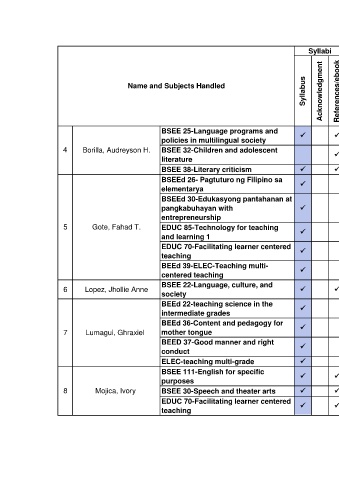 Syllabi
Name and Subjects Handled
Syllabus
Acknowledgment
References/ebook
4
Borilla, Audreyson H.
BSEE 25-Language programs and
policies in multilingual society
✓ ✓
BSEE 32-Children and adolescent
literature
✓
BSEE 38-Literary criticism ✓ ✓
5
Gote, Fahad T.
BSEEd 26- Pagtuturo ng Filipino sa
elementarya
✓
BSEEd 30-Edukasyong pantahanan at
pangkabuhayan with
entrepreneurship
✓
EDUC 85-Technology for teaching
and learning 1
✓
EDUC 70-Facilitating learner centered
teaching
✓
BEEd 39-ELEC-Teaching multi-
centered teaching
✓
6
Lopez, Jhollie Anne
BSEE 22-Language, culture, and
society
✓ ✓
7
Lumagui, Ghraxiel
BEEd 22-teaching science in the
intermediate grades
✓
BEEd 36-Content and pedagogy for
mother tongue
✓
BEED 37-Good manner and right
conduct
✓
ELEC-teaching multi-grade ✓
8
Mojica, Ivory
BSEE 111-English for specific
purposes
✓ ✓
BSEE 30-Speech and theater arts ✓ ✓
EDUC 70-Facilitating learner centered
teaching
✓ ✓